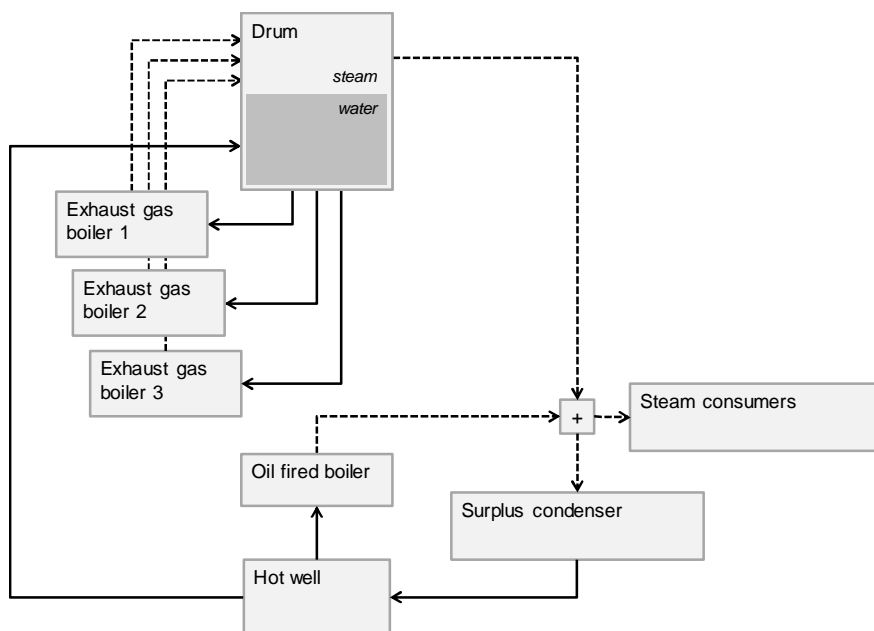 Drum
steam
water
Exhaust gas
boiler 1
Exhaust gas
boiler 2
Exhaust gas
boiler 3
+
Steam consumers
Oil fired boiler
Surplus condenser
Hot well